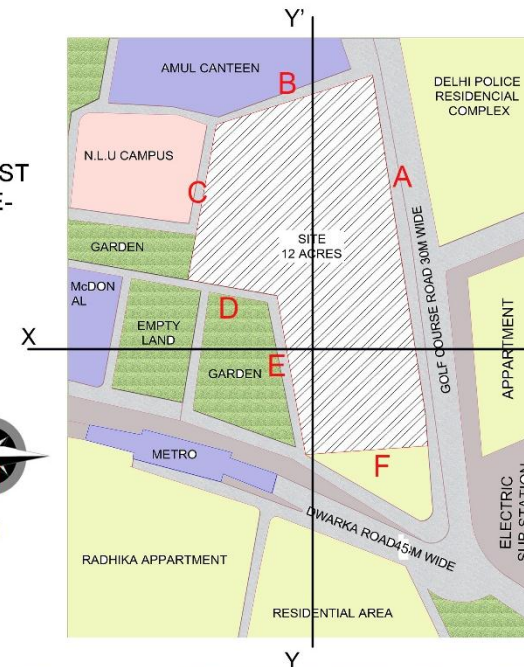 Y'
AMUL CANTEEN
B
DELHI POLICE
RESIDENCIAL
COMPLEX
N.L.U CAMPUS
ST
E-
C
A
SITE
12 ACRES
GARDEN
McDON
AL
D
GOLF COURSE ROAD 30M WIDE
EMPTY
LAND
APPARTMENT
X
GARDEN
E
METRO
F
DWARKA ROAD45M WIDE
ELECTRIC
SUB STATION
RADHIKA APPARTMENT
RESIDENTIAL AREA
Y